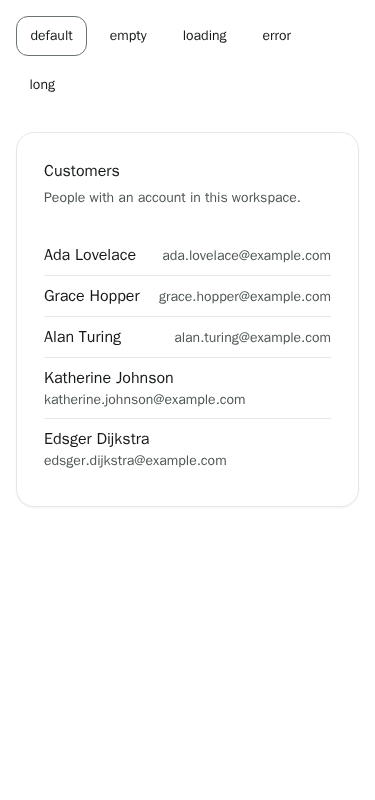 default empty loading error
long
Customers
People with an account in this workspace.
Ada Lovelace ada.lovelace@example.com
Grace Hopper grace.hopper@example.com
Alan Turing alan.turing@example.com
Katherine Johnson
katherine.johnson@example.com
Edsger Dijkstra
edsger.dijkstra@example.com